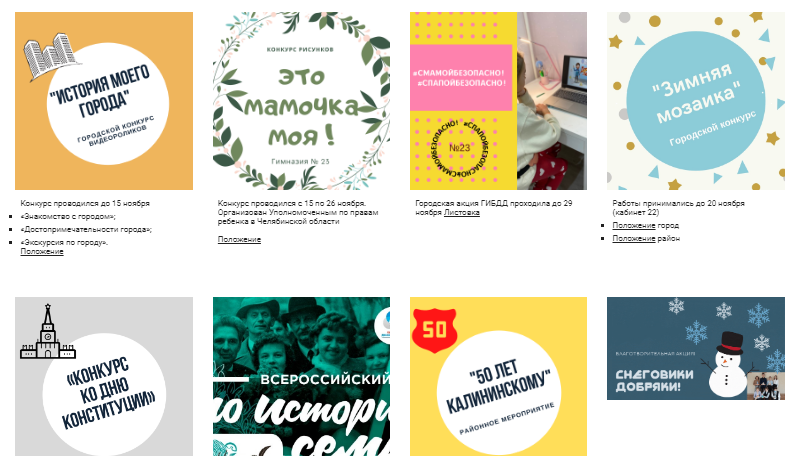 "ИСТОРИЯ МОЕГО
ГОРОДА"
ГОРОДСКОЙ КОНКУРС
ВИДЕОРОЛИКОВ
Конкурс проводился до 15 ноября
«Знакомство с городом»;
«Достопримечательности города»;
«Экскурсия по городу».
Положение
КОНКУРС РИСУНКОВ
это
мамочка
моя !
Гимназия № 23
Конкурс проводился с 15 по 26 ноября.
Организован Уполномоченным по правам
ребенка в Челябинской области
Положение
#СМАМОЙБЕЗОПАСНО!
#СПАПОЙБЕЗОПАСНО!
#СПАПОЙБЕЗОПАСНО!
#СМАМОЙБЕЗОПАСНО!
№23
Городская акция ГИБДД проходила до 29
ноября Листовка
"Зимняя
мозаика"
Городской конкурс
Работы принимались до 20 ноября
(кабинет 22)
Положение город
Положение район
«КОНКУРС
КО ДНЮ
КОНСТИТУЦИИ»
ВСЕРОССИЙСКИЙ
истори
сем
50
"50 ЛЕТ
КАЛИНИНСКОМУ"
РАЙОННОЕ МЕРОПРИЯТИЕ
БЛАГОТВОРИТЕЛЬНАЯ АКЦИЯ
СНЕГОВИКИ
ДОБРЯКИ!